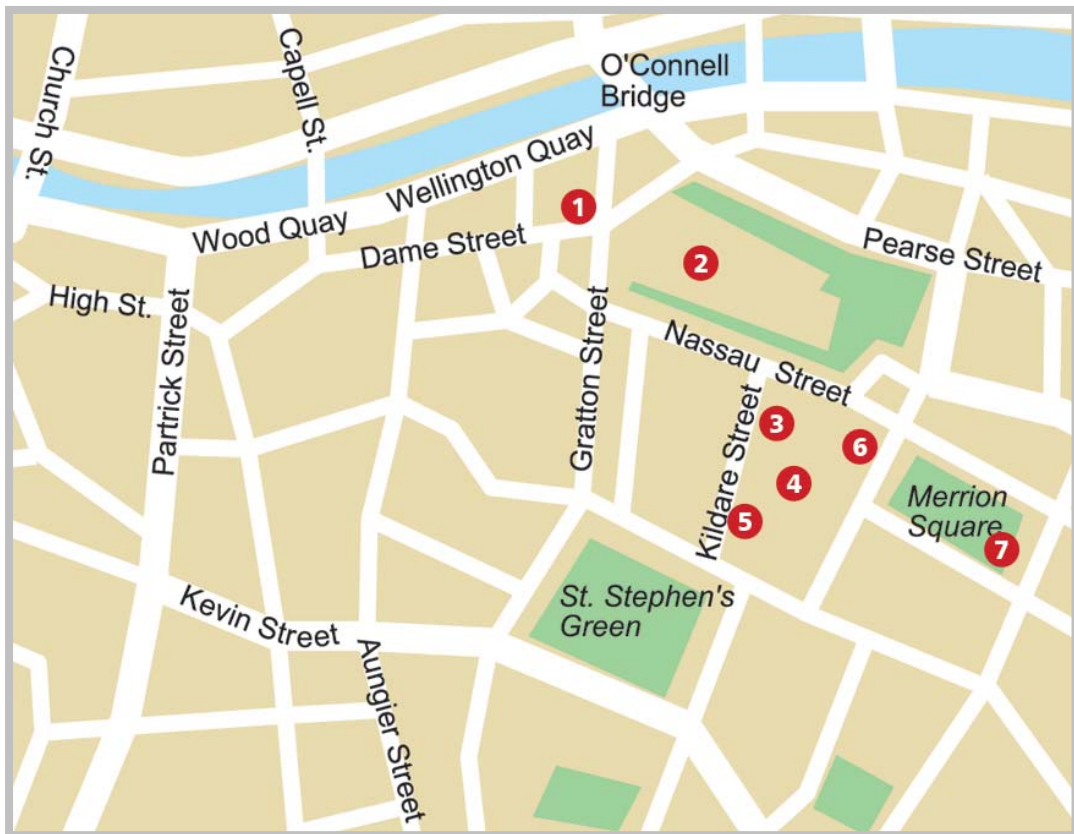 Church St.
Capell St.
O'Connell
Bridge
Wellington Quay
Wood Quay
Dame Street
1
2
Pearse Street
High St.
Partrick Street
Gratton Street
Nassau Street
Kildare Street
3
6
4
5
Merrion
Square
7
St. Stephen's
Green
Kevin Street
Aungier Street